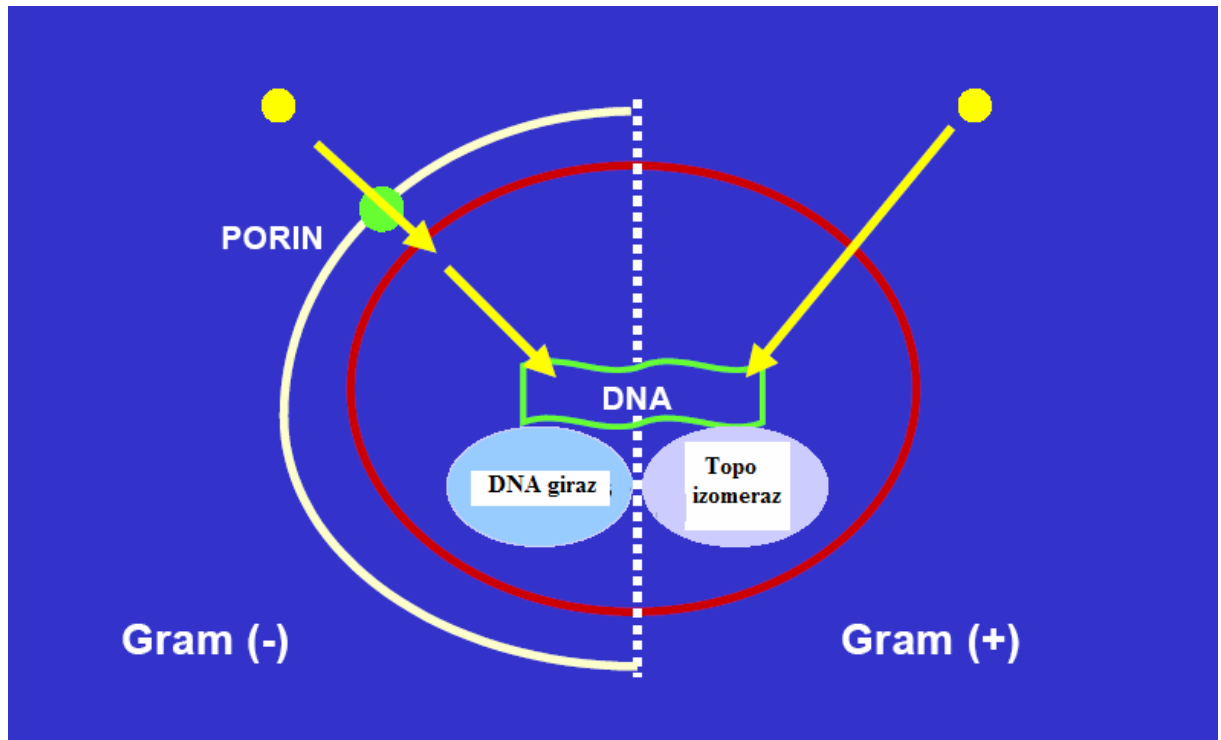 PORIN
DNA
DNA giraz
Topo
izomeraz
Gram (-)
Gram (+)